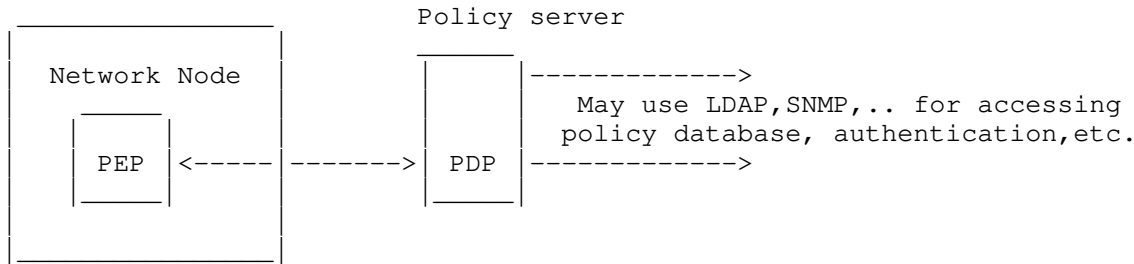 Policy server
Network Node
May use LDAP,SNMP,.. for accessing
policy database, authentication,etc.
PEP
PDP